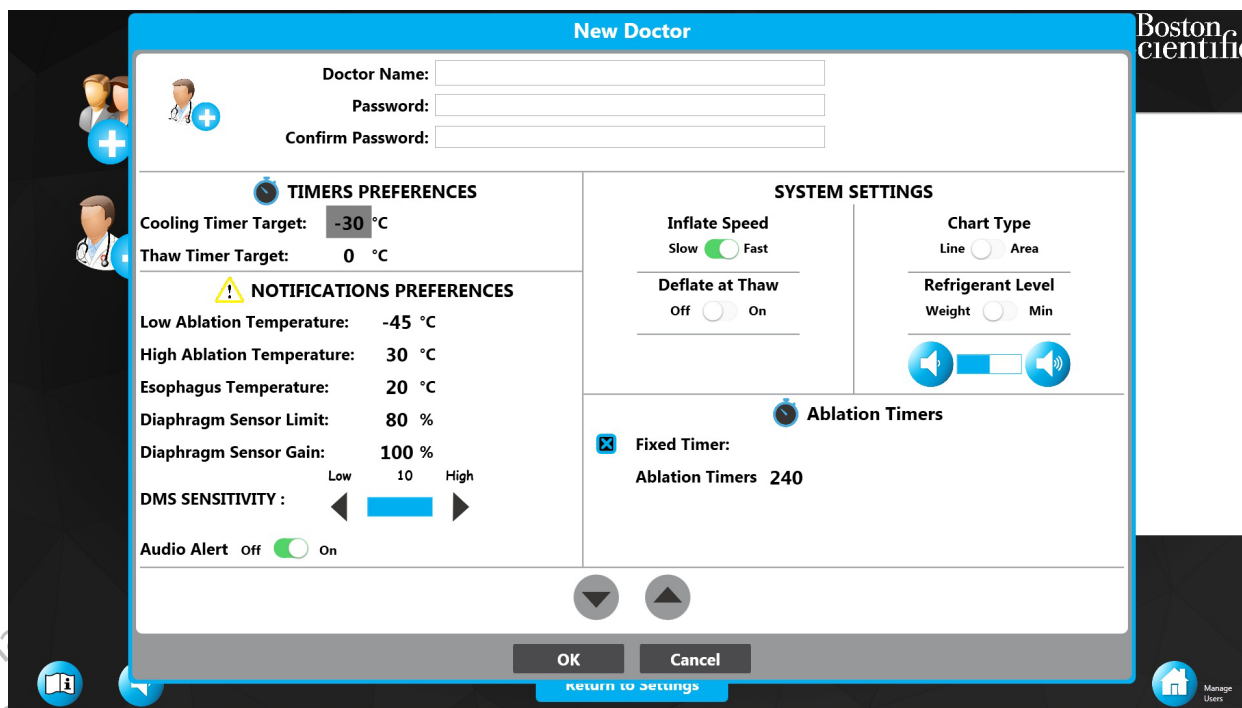 New Doctor
Boston
cientific
Doctor Name:
Password:
Confirm Password:
TIMERS PREFERENCES
Cooling Timer Target: -30 °C
Thaw Timer Target: 0 °C
NOTIFICATIONS PREFERENCES
Low Ablation Temperature: -45 °C
High Ablation Temperature: 30 °C
Esophagus Temperature: 20 °C
Diaphragm Sensor Limit: 80 %
Diaphragm Sensor Gain: 100 %
Low 10 High
DMS SENSITIVITY :
Audio Alert Off On
SYSTEM SETTINGS
Inflate Speed
Slow Fast
Deflate at Thaw
Off On
Chart Type
Line Area
Refrigerant Level
Weight Min
Ablation Timers
Fixed Timer:
Ablation Timers 240
OK Cancel
Return to Settings
Manage
Users